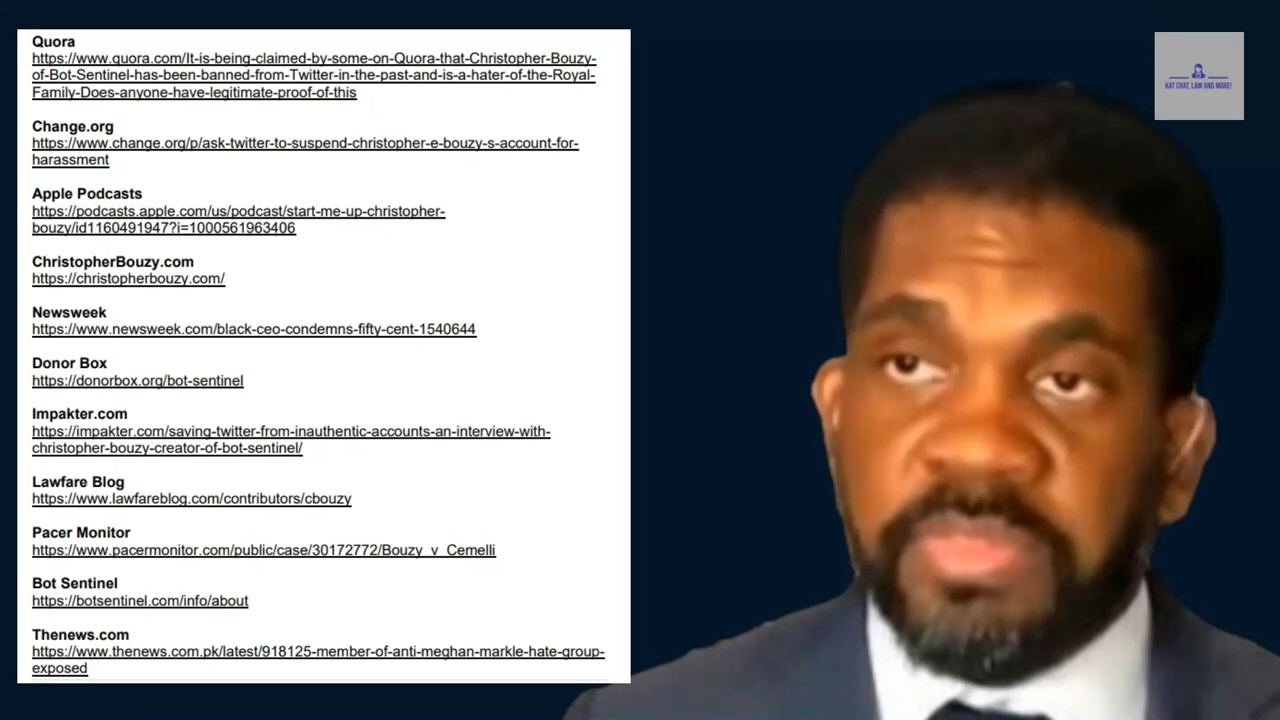 Quora
https://www.quora.com/It-is-being-claimed-by-some-on-Quora-that-Christopher-Bouzy-
of-Bot-Sentinel-has-been-banned-from-Twitter-in-the-past-and-is-a-hater-of-the-Royal-
Family-Does-anyone-have-legitimate-proof-of-this
Change.org
https://www.change.org/p/ask-twitter-to-suspend-christopher-e-bouzy-s-account-for-
harassment
Apple Podcasts
https://podcasts.apple.com/us/podcast/start-me-up-christopher-
bouzy/id1160491947?i=1000561963406
ChristopherBouzy.com
https://christopherbouzy.com/
Newsweek
https://www.newsweek.com/black-ceo-condemns-fifty-cent-1540644
Donor Box
https://donorbox.org/bot-sentinel
Impakter.com
https://impakter.com/saving-twitter-from-inauthentic-accounts-an-interview-with-
christopher-bouzy-creator-of-bot-sentinel/
Lawfare Blog
https://www.lawfareblog.com/contributors/cbouzy
Pacer Monitor
https://www.pacermonitor.com/public/case/30172772/Bouzy_v_Cemelli
Bot Sentinel
https://botsentinel.com/info/about
Thenews.com
https://www.thenews.com.pk/latest/918125-member-of-anti-meghan-markle-hate-group-
exposed
KAT CHAT, LAW AND MORE!